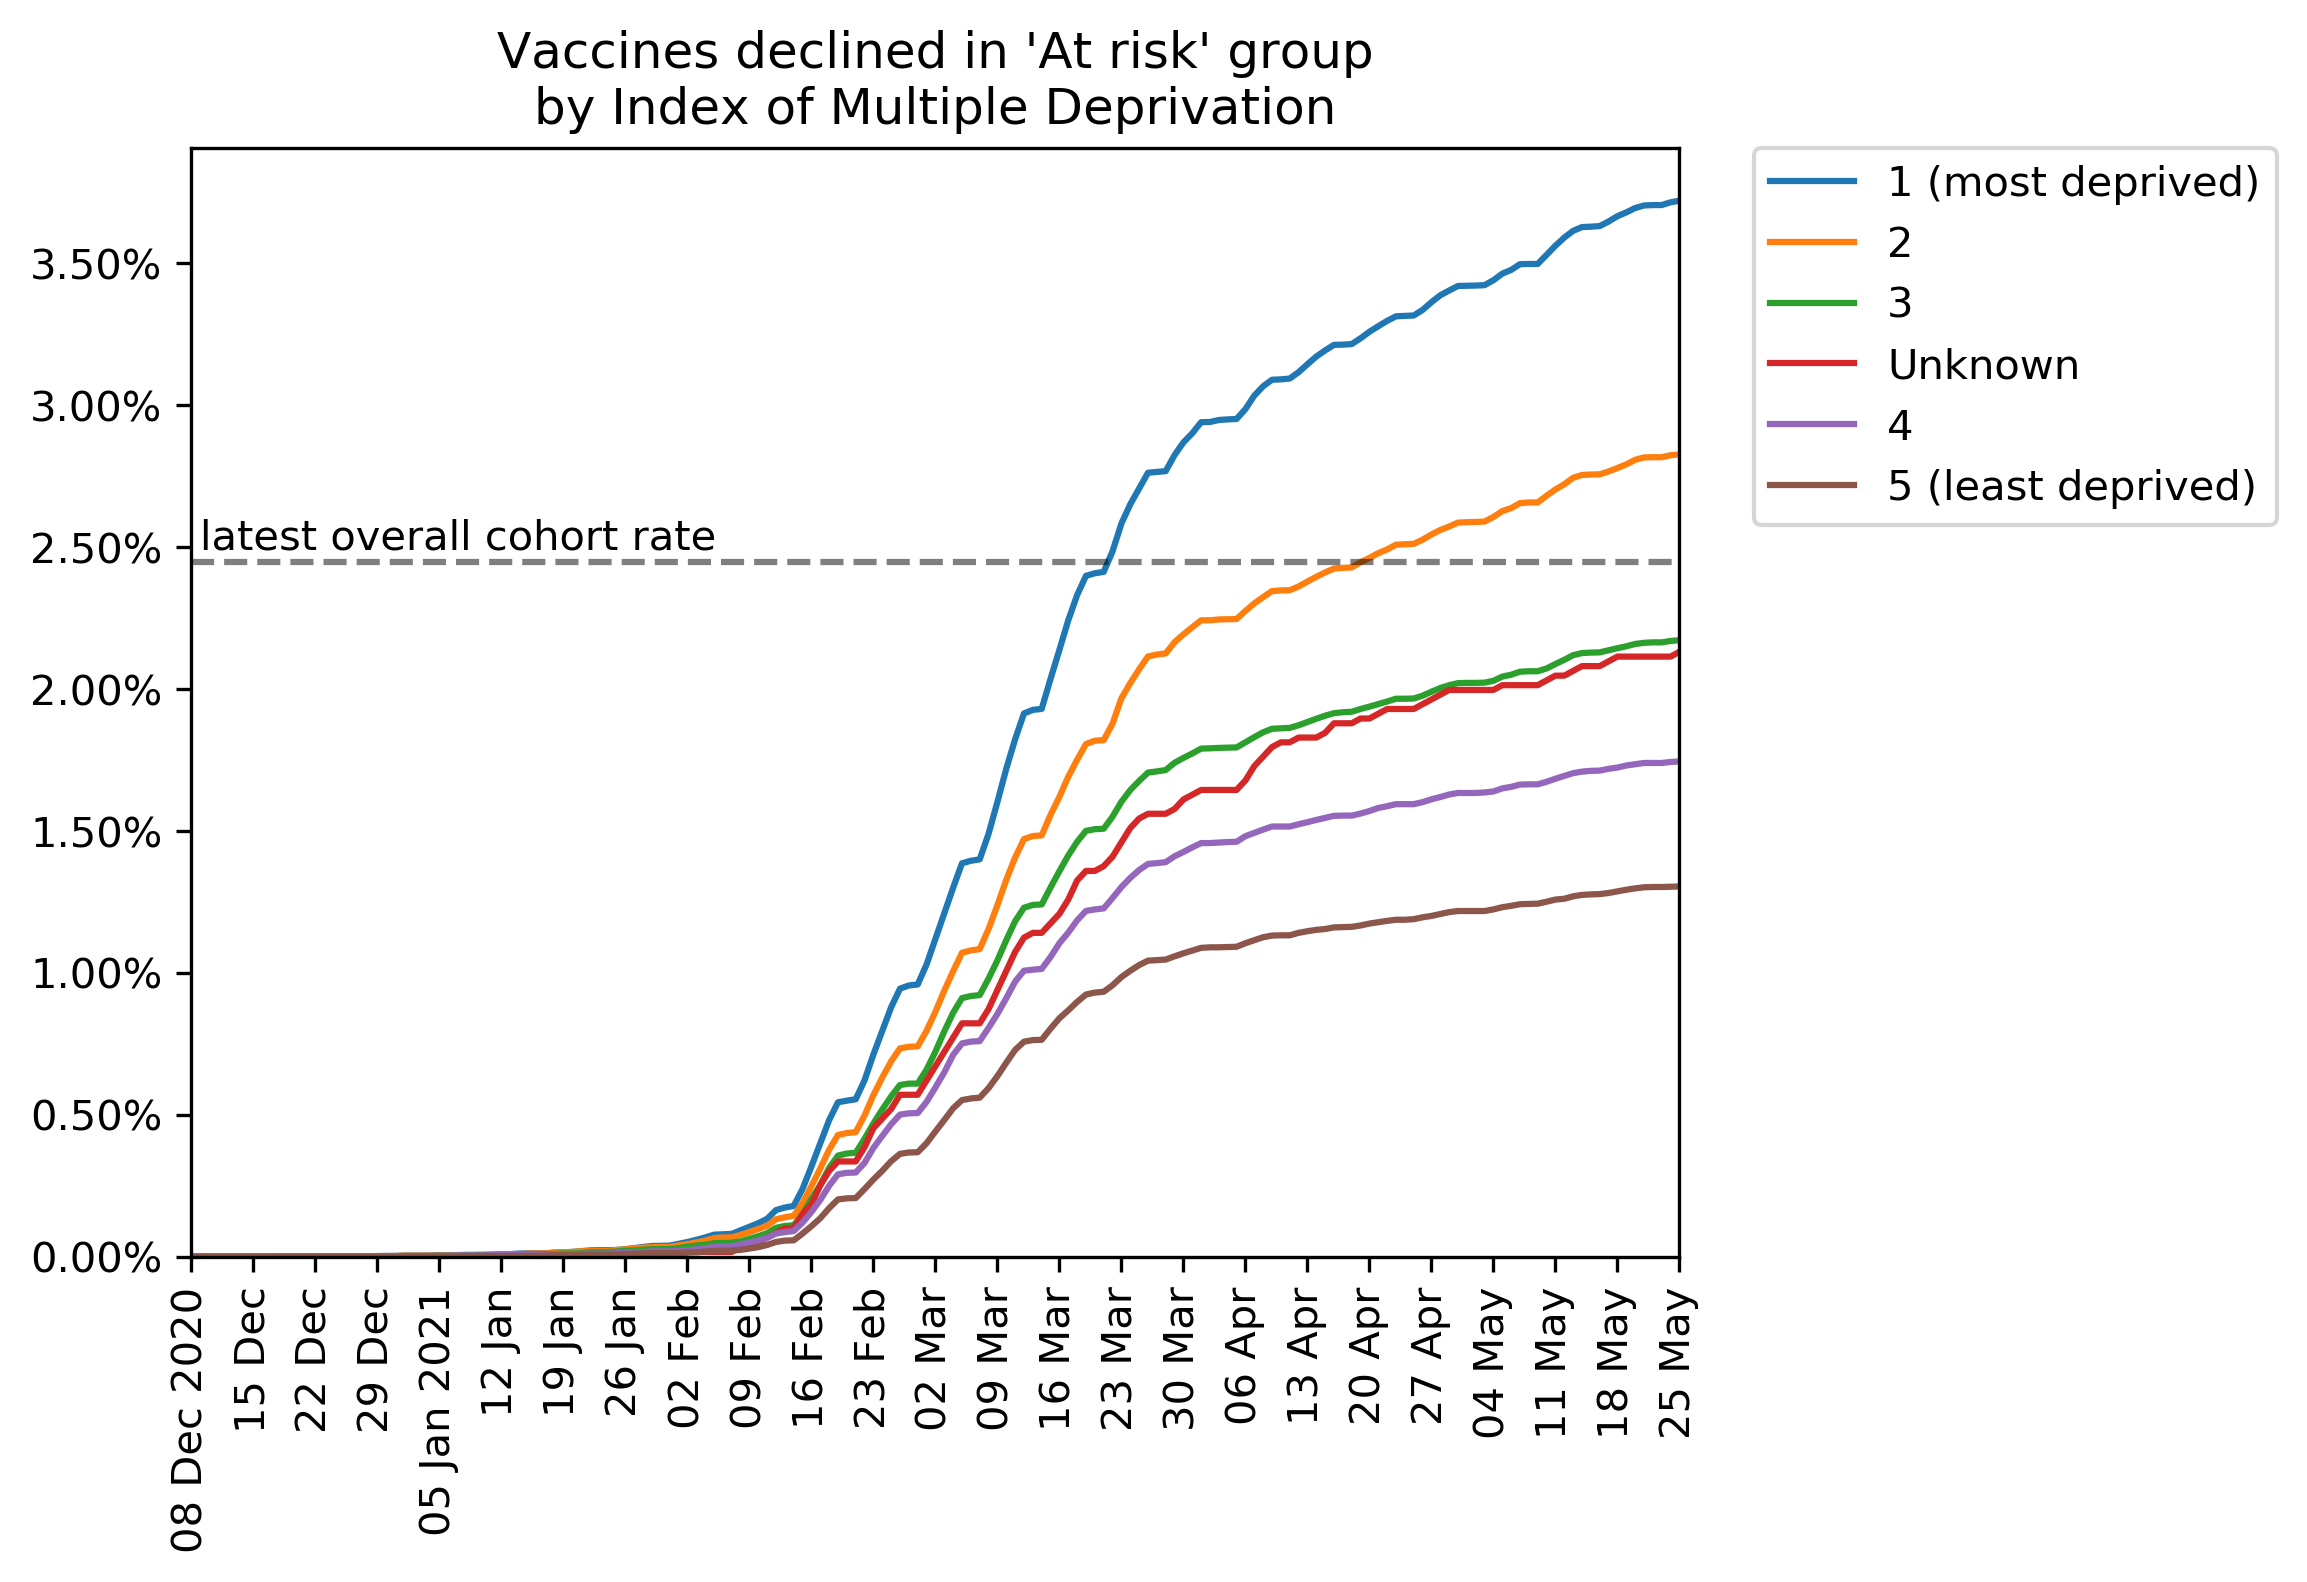 Vaccines declined in 'At risk' group
by Index of Multiple Deprivation
3.50%
3.00%
2.50%
2.00%
1.50%
1.00%
0.50%
0.00%
latest overall cohort rate
08 Dec 2020
15 Dec
22 Dec
29 Dec
05 Jan 2021
12 Jan
19 Jan
26 Jan
02 Feb
09 Feb
16 Feb
23 Feb
02 Mar
09 Mar
16 Mar
23 Mar
30 Mar
06 Apr
13 Apr
20 Apr
27 Apr
04 May
11 May
18 May
25 May
1 (most deprived)
2
3
Unknown
4
5 (least deprived)